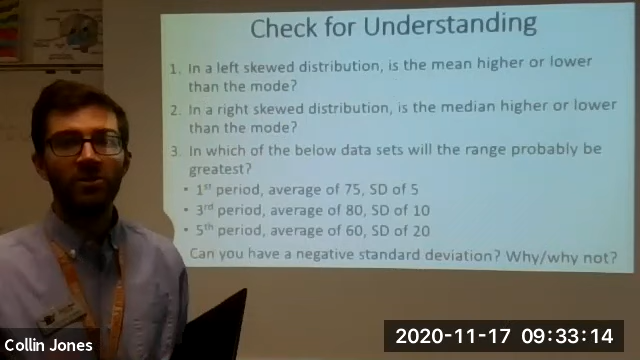 Check for Understanding
1. In a left skewed distribution, is the mean higher or lower
than the mode?
2. In a right skewed distribution, is the median higher or lower
than the mode?
3. In which of the below data sets will the range probably be
greatest?
• 1st period, average of 75, SD of 5
• 3rd period, average of 80, SD of 10
• 5th period, average of 60, SD of 20
Can you have a negative standard deviation? Why/why not?
Collin Jones
2020-11-17 09:33:14